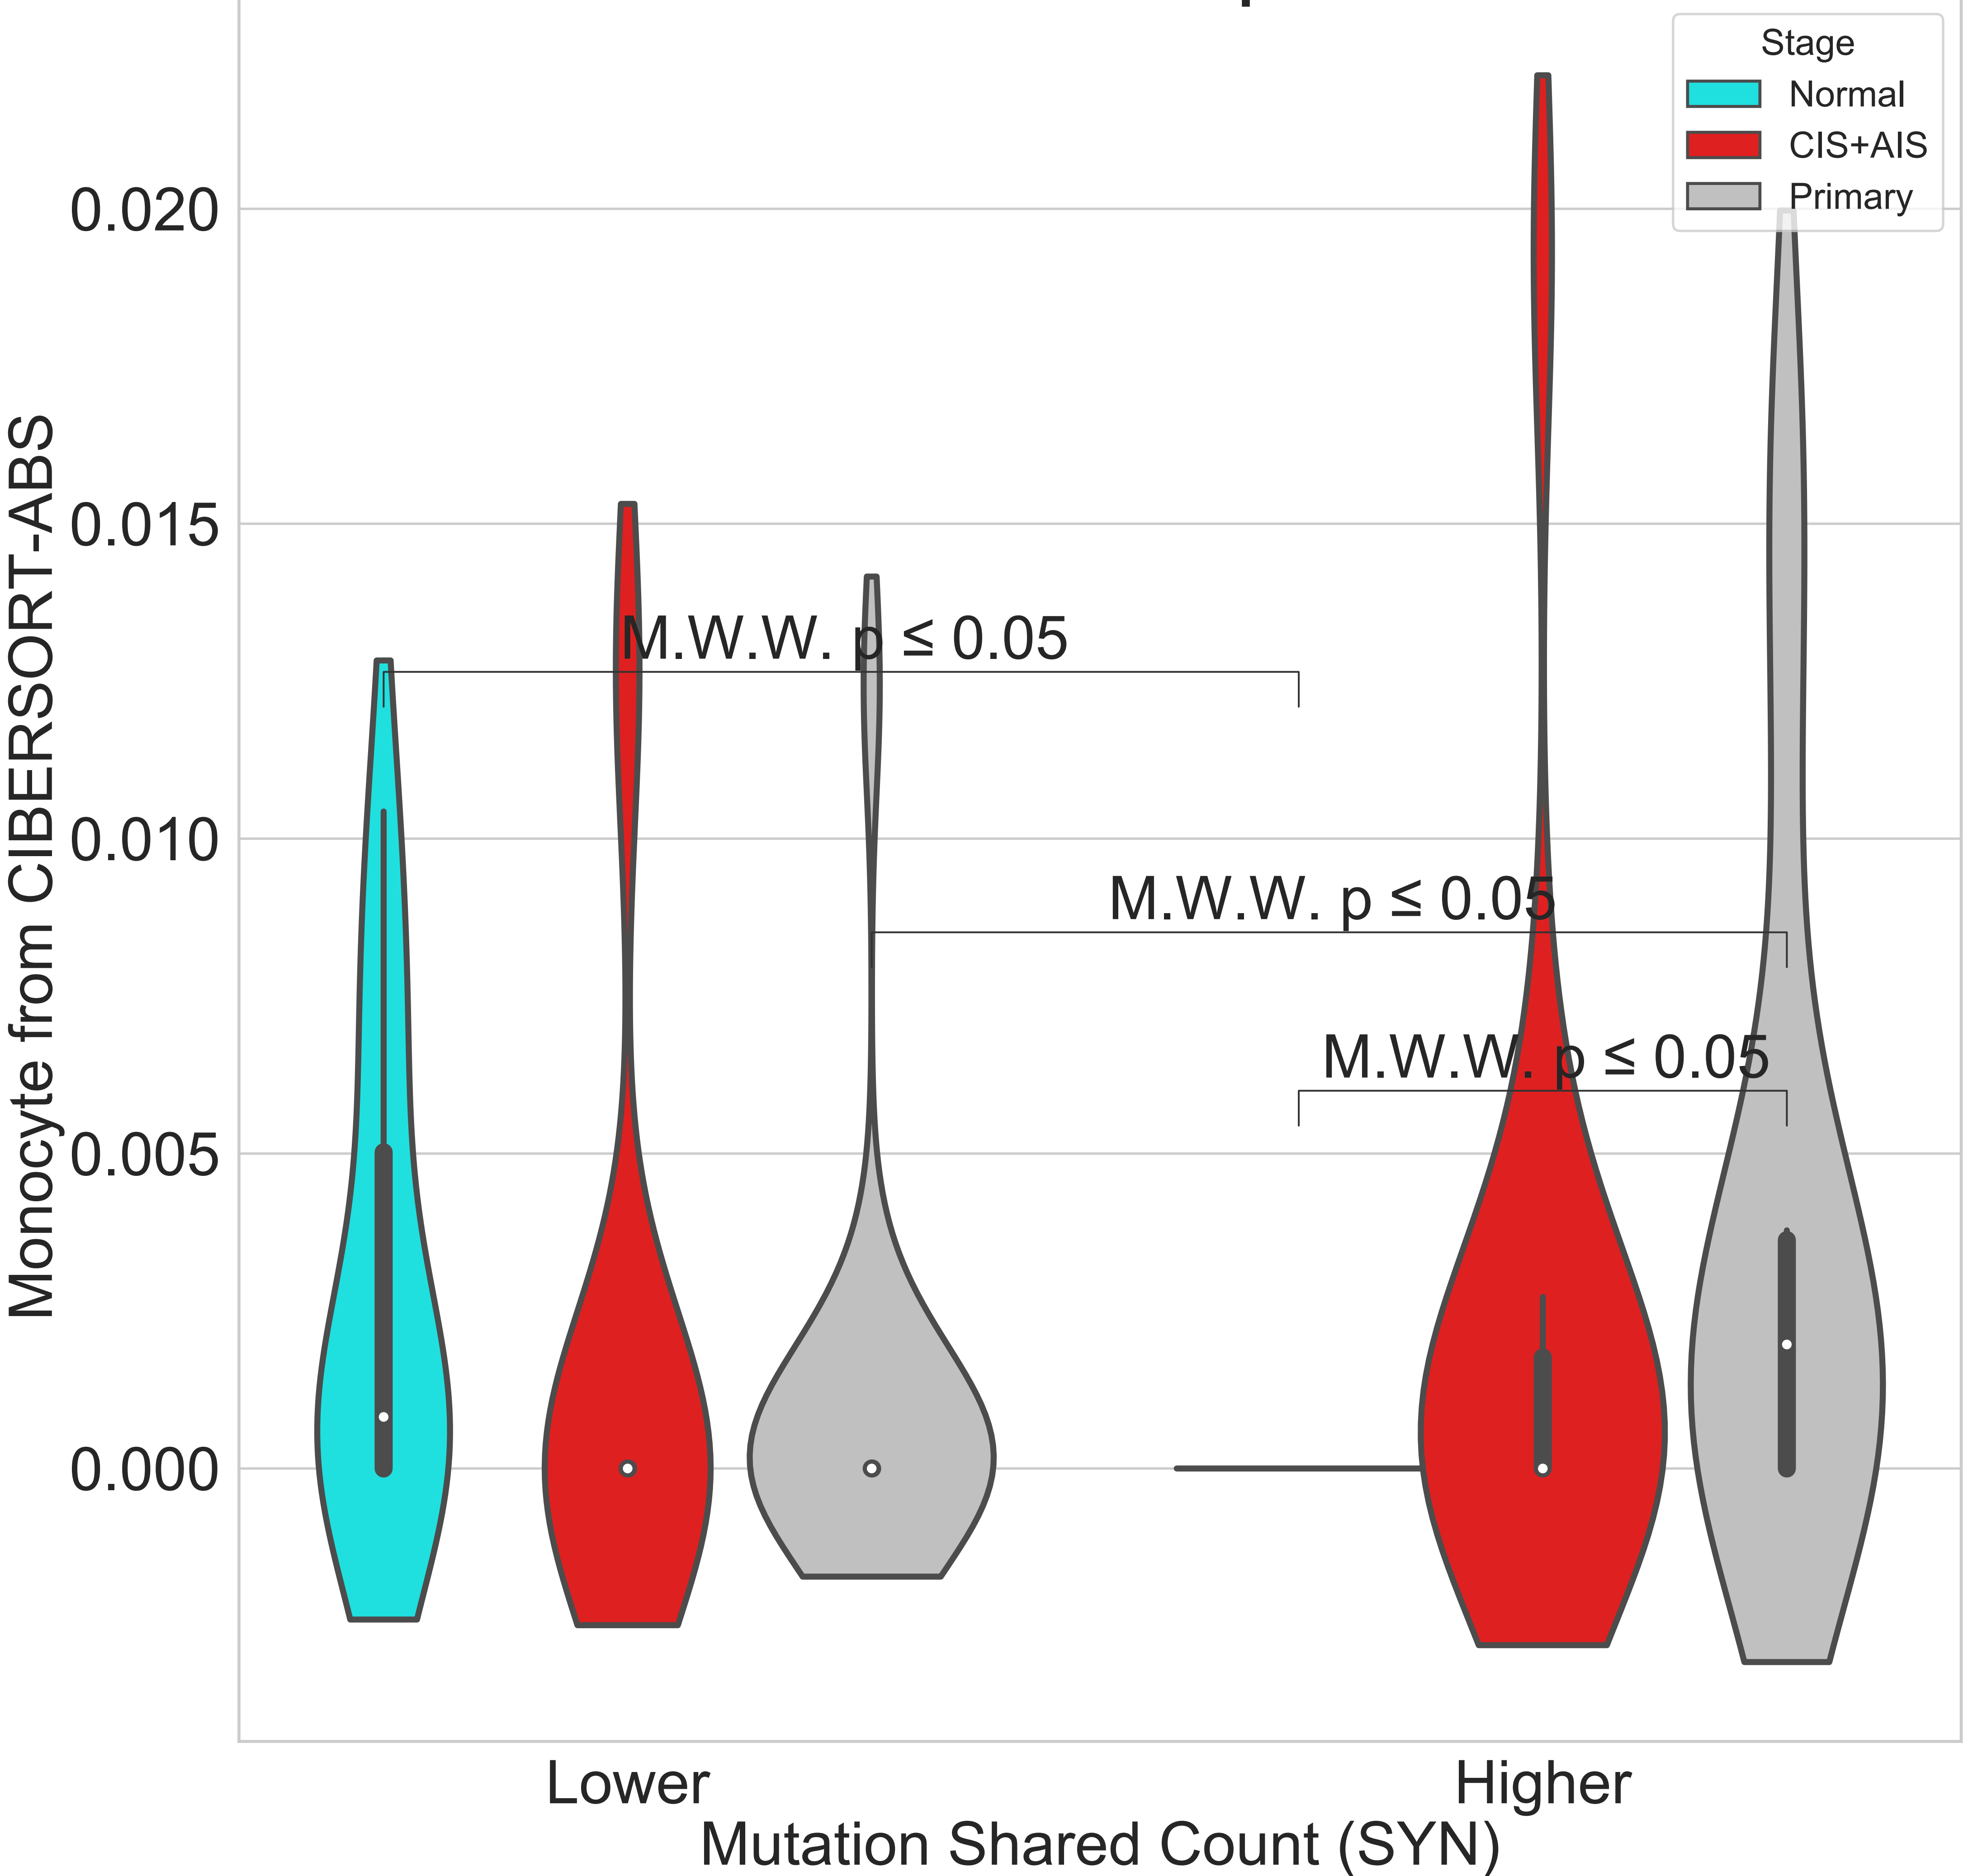 Stage
Normal
CIS+AIS
Primary
0.020
0.015
0.010
0.005
0.000
Monocyte from CIBERSORT-ABS
M.W.W. p ≤ 0.05
M.W.W. p ≤ 0.05
M.W.W. p ≤ 0.05
Lower
Higher
Mutation Shared Count (SYN)